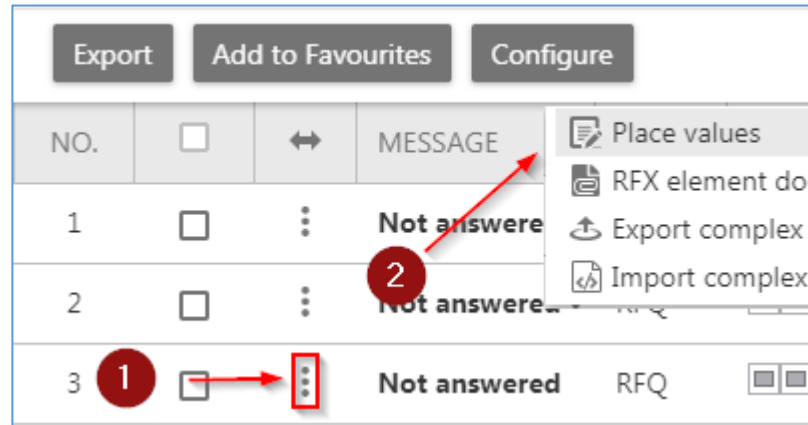 Export Add to Favourites Configure
NO. MESSAGE
Place values
RFX element do
1 Not answere
Export complex
2 Import complex
2 Not answere RFQ
3 1 Not answered RFQ